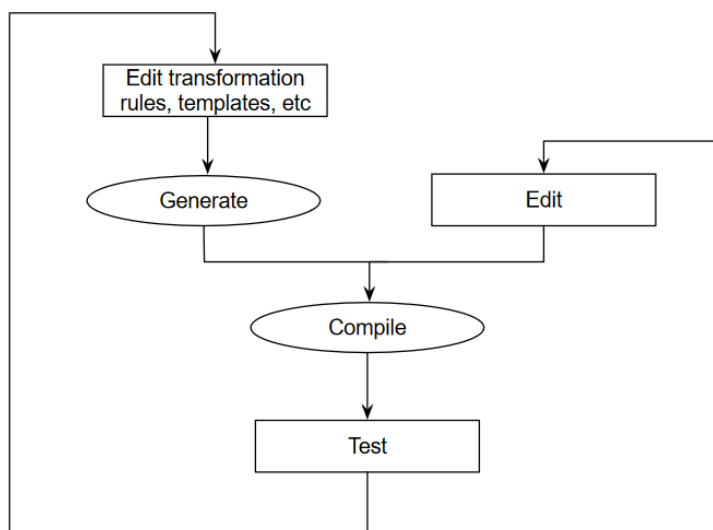 Edit transformation
rules, templates, etc
Generate
Edit
Compile
Test